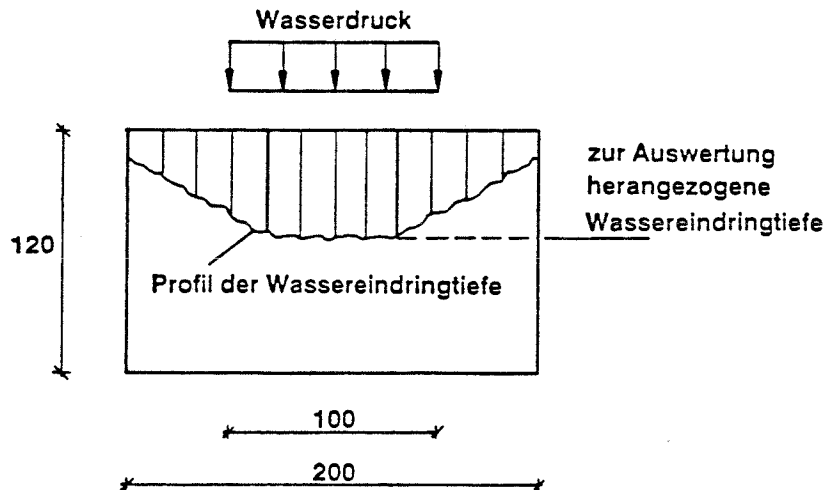 Wasserdruck
zur Auswertung
herangezogene
Wassereindringtiefe
120
Profil der Wassereindringtiefe
100
200